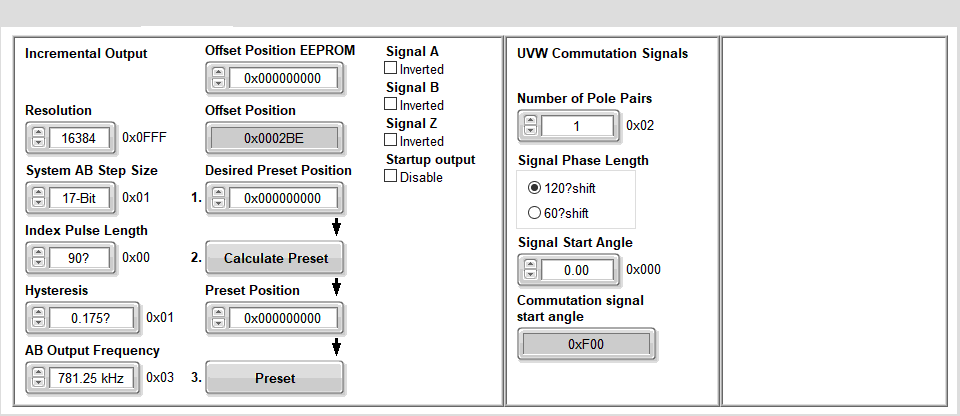 Incremental Output
Resolution
16384 0x0FFF
System AB Step Size
17-Bit 0x01
Index Pulse Length
90? 0x00
Hysteresis
0.175? 0x01
AB Output Frequency
781.25 kHz 0x03
Offset Position EEPROM
0x000000000
Offset Position
0x0002BE
Desired Preset Position
1. 0x000000000
2. Calculate Preset
Preset Position
0x000000000
3. Preset
Signal A
Inverted
Signal B
Inverted
Signal Z
Inverted
Startup output
Disable
UVW Commutation Signals
Number of Pole Pairs
1 0x02
Signal Phase Length
120?shift
60?shift
Signal Start Angle
0.00 0x000
Commutation signal
start angle
0xF00